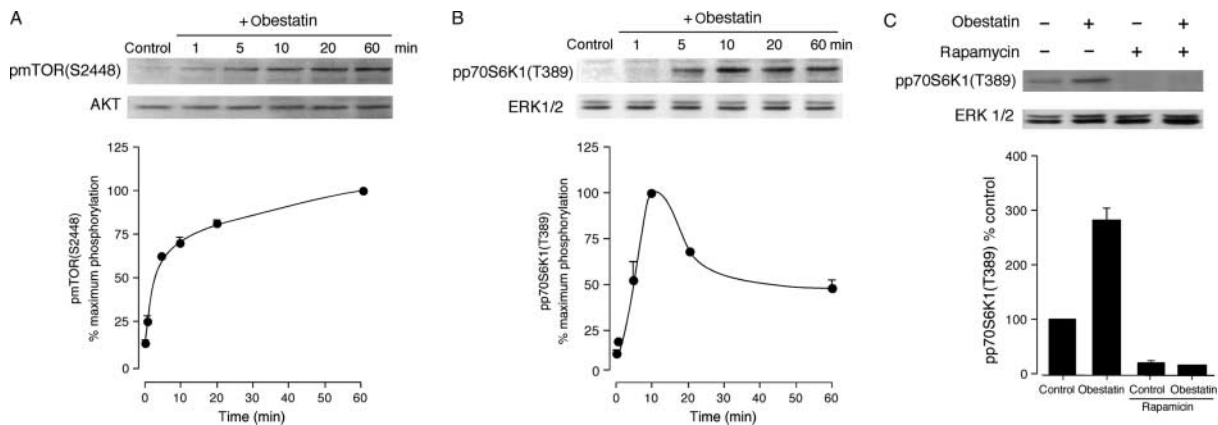 A
+ Obestatin
Control 1 5 10 20 60 min
pmTOR(S2448)
AKT
pmTOR(S2448)
% maximum phosphorylation
125
100
75
50
25
0
0 10 20 30 40 50 60
Time (min)
B
+ Obestatin
Control 1 5 10 20 60 min
pp70S6K1(T389)
ERK1/2
pp70S6K1(T389)
% maximum phosphorylation
125
100
75
50
25
0
0 10 20 30 40 50 60
Time (min)
C
Obestatin − + − +
Rapamycin − − + +
pp70S6K1(T389)
ERK 1/2
pp70S6K1(T389) % control
400
300
200
100
0
Control Obestatin Control Obestatin
Rapamicin